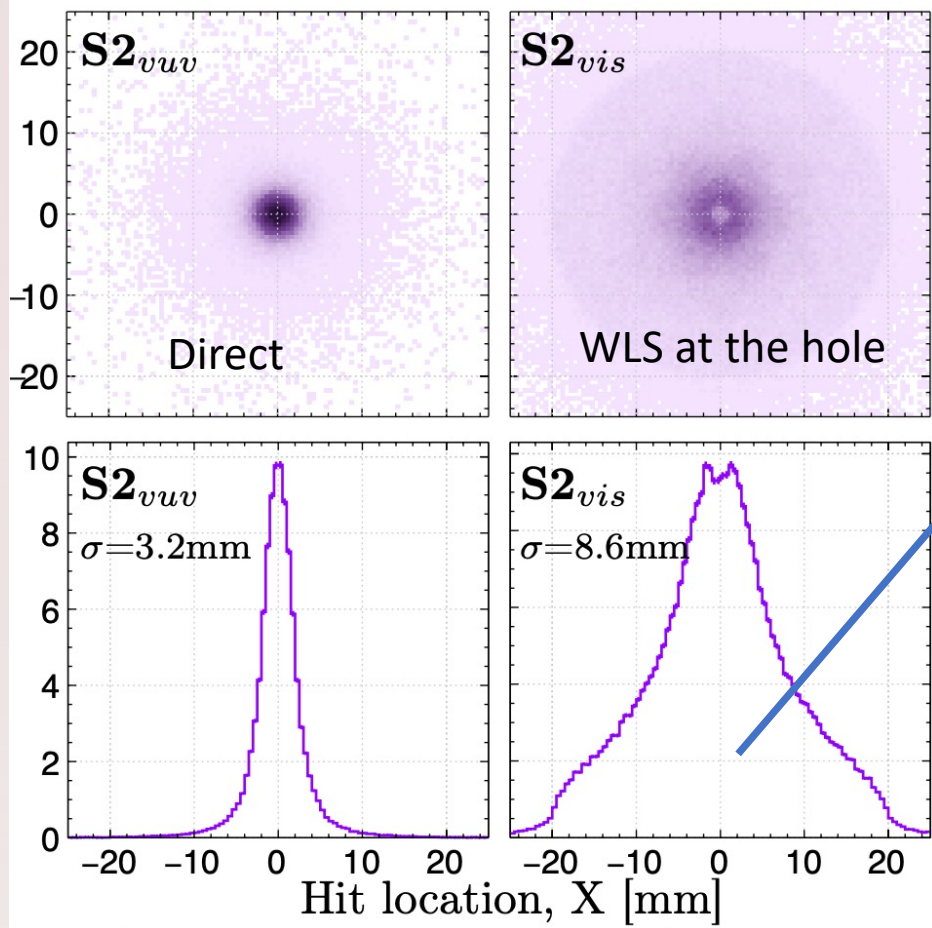 S2vuv
S2vis
20
10
0
−10
−20
Direct
WLS at the hole
10
8
6
4
2
0
S2vuv
σ=3.2mm
S2vis
σ=8.6mm
−20 −10 0 10 20
−20 −10 0 10 20
Hit location, X [mm]